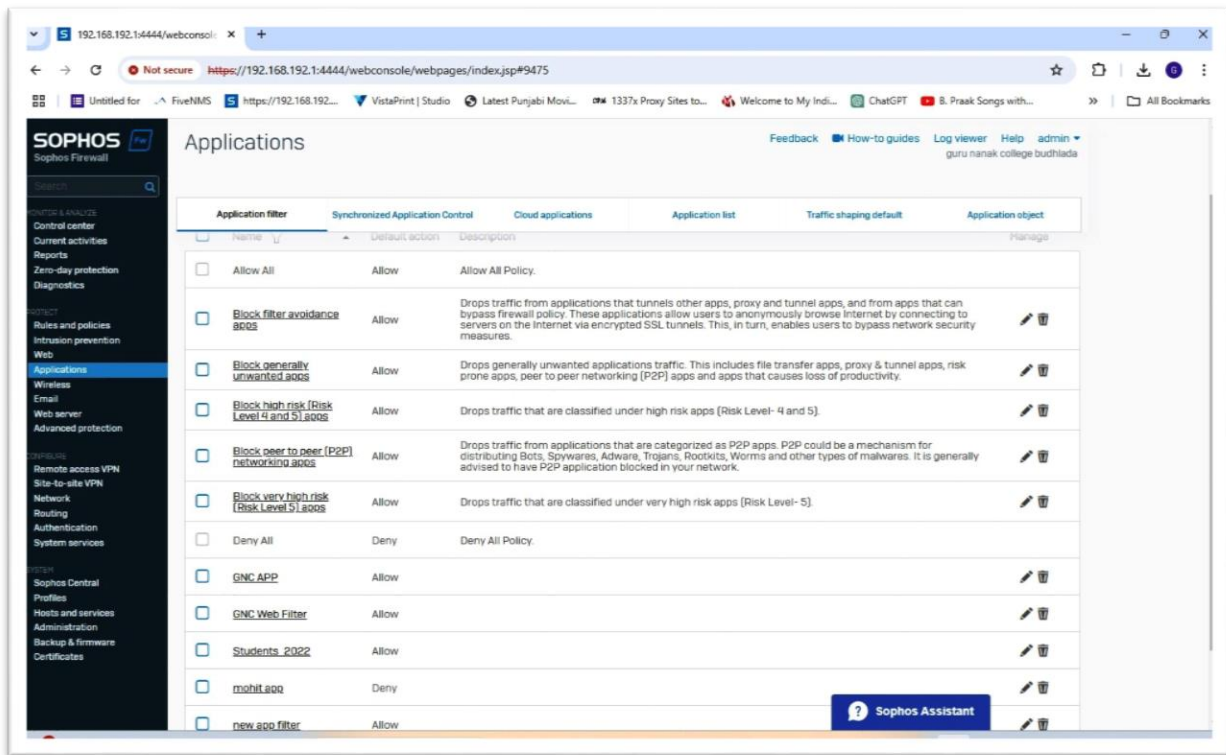 192.168.192.1:4444/webconsole
Not secure https://192.168.192.1:4444/webconsole/webpages/index.jsp#9475
Untitled for FiveNMS https://192.168.192.... VistaPrint | Studio Latest Punjabi Movi... 1337x Proxy Sites to... Welcome to My Indi... ChatGPT B. Praak Songs with... » All Bookmarks
SOPHOS Fw
Sophos Firewall
Search
MONITOR & ANALYZE
Control center
Current activities
Reports
Zero-day protection
Diagnostics
PROTECT
Rules and policies
Intrusion prevention
Web
Applications
Wireless
Email
Web server
Advanced protection
CONFIGURE
Remote access VPN
Site-to-site VPN
Network
Routing
Authentication
System services
SYSTEM
Sophos Central
Profiles
Hosts and services
Administration
Backup & firmware
Certificates
Applications
Feedback How-to guides Log viewer Help admin
guru nanak college budhlada
Application filter Synchronized Application Control Cloud applications Application list Traffic shaping default Application object
Name Default action Description Manage
Allow All Allow Allow All Policy.
Block filter avoidance
apps
Allow
Drops traffic from applications that tunnels other apps, proxy and tunnel apps, and from apps that can
bypass firewall policy. These applications allow users to anonymously browse Internet by connecting to
servers on the Internet via encrypted SSL tunnels. This, in turn, enables users to bypass network security
measures.
Block generally
unwanted apps
Allow
Drops generally unwanted applications traffic. This includes file transfer apps, proxy & tunnel apps, risk
prone apps, peer to peer networking (P2P) apps and apps that causes loss of productivity.
Block high risk (Risk
Level 4 and 5) apps
Allow
Drops traffic that are classified under high risk apps (Risk Level- 4 and 5).
Block peer to peer (P2P)
networking apps
Allow
Drops traffic from applications that are categorized as P2P apps. P2P could be a mechanism for
distributing Bots, Spywares, Adware, Trojans, Rootkits, Worms and other types of malwares. It is generally
advised to have P2P application blocked in your network.
Block very high risk
(Risk Level 5) apps
Allow
Drops traffic that are classified under very high risk apps (Risk Level- 5).
Deny All Deny Deny All Policy.
GNC APP Allow
GNC Web Filter Allow
Students_2022 Allow
mohit app Deny
new app filter Allow
Sophos Assistant